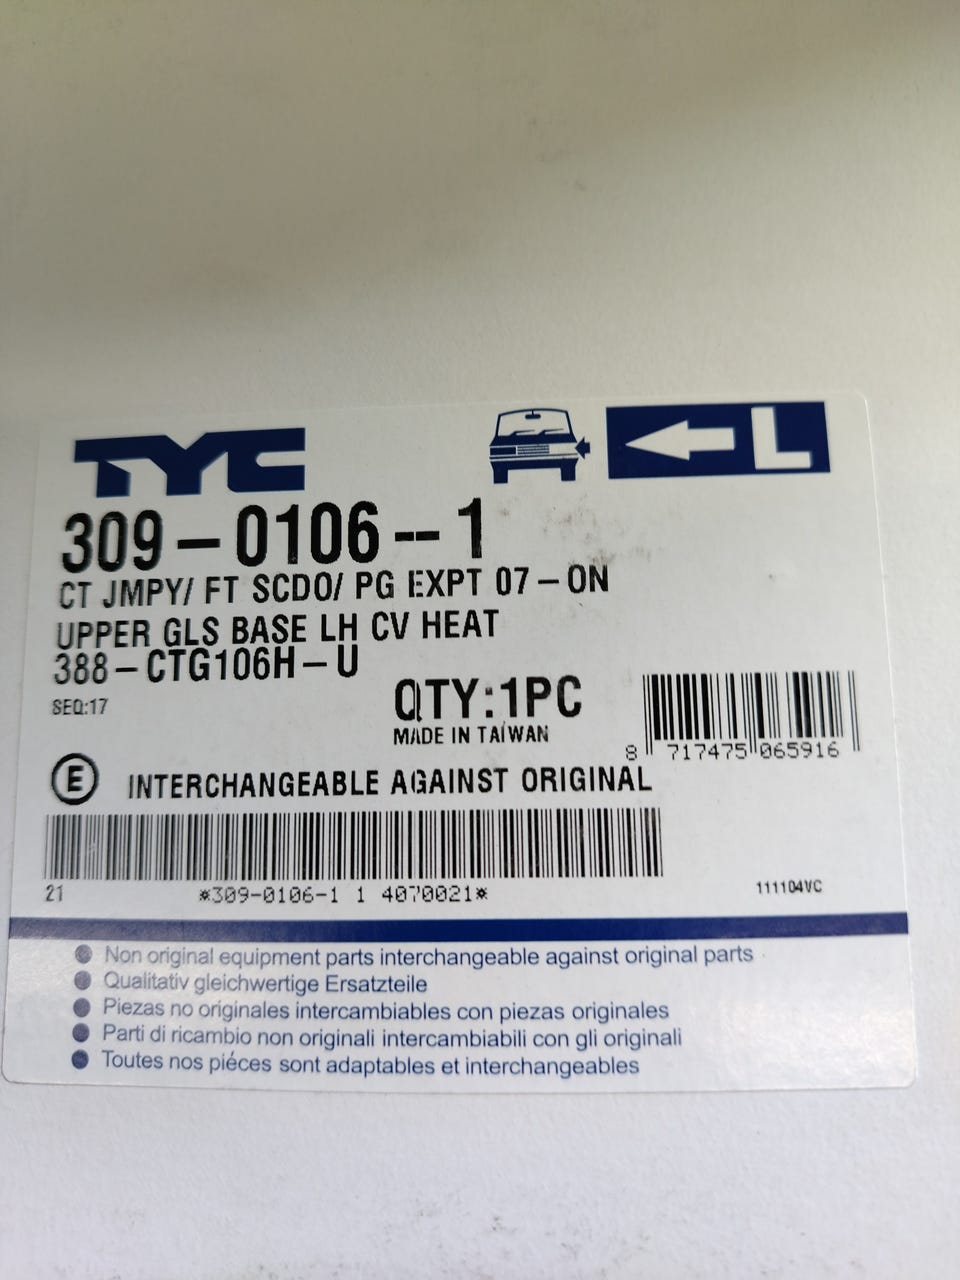 TYC
L
309-0106--1
CT JMPY/ FT SCDO/ PG EXPT 07-ON
UPPER GLS BASE LH CV HEAT
388-CTG106H-U
SEQ:17
QTY:1PC
MADE IN TAIWAN
8 717475 065916
E INTERCHANGEABLE AGAINST ORIGINAL
21 *309-0106-1 1 4070021* 111104VC
Non original equipment parts interchangeable against original parts
Qualitativ gleichwertige Ersatzteile
Piezas no originales intercambiables con piezas originales
Parti di ricambio non originali intercambiabili con gli originali
Toutes nos piéces sont adaptables et interchangeables